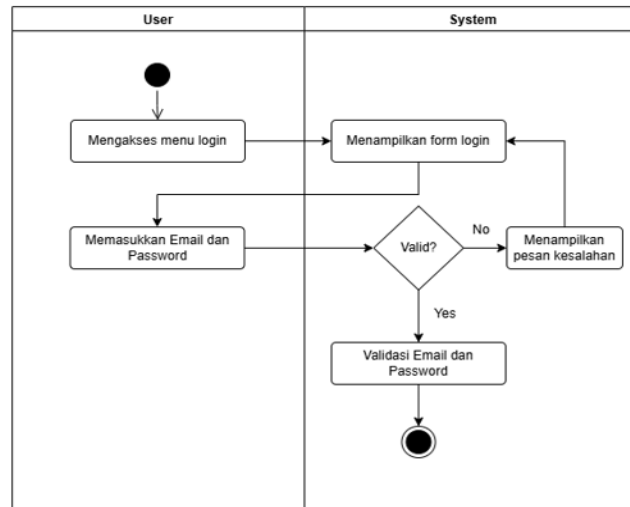 User
System
Mengakses menu login
Menampilkan form login
Memasukkan Email dan
Password
Valid?
No
Menampilkan
pesan kesalahan
Yes
Validasi Email dan
Password